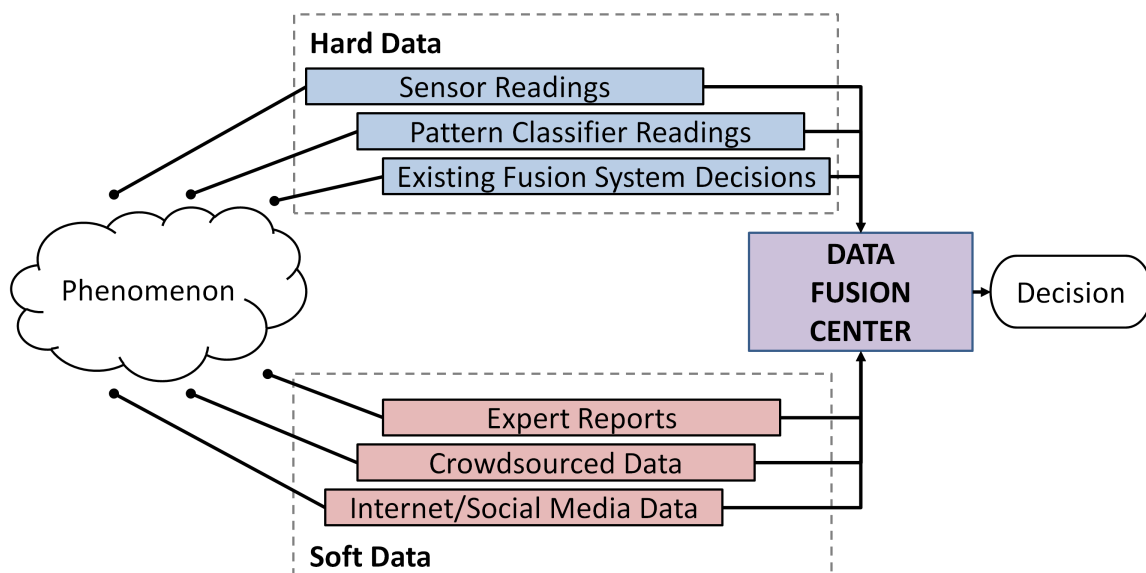 Hard Data
Sensor Readings
Pattern Classifier Readings
Existing Fusion System Decisions
Phenomenon
DATA
FUSION
CENTER
Decision
Expert Reports
Crowdsourced Data
Internet/Social Media Data
Soft Data